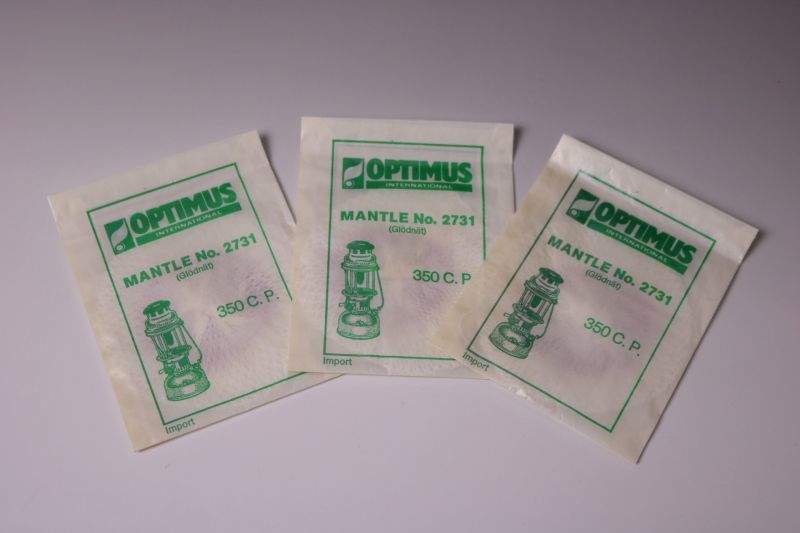 OPTIMUS
INTERNATIONAL
MANTLE No. 2731
(Glödnät)
350 C. P.
Import
OPTIMUS
INTERNATIONAL
MANTLE No. 2731
(Glödnät)
350 C. P.
Import
OPTIMUS
INTERNATIONAL
MANTLE No. 2731
(Glödnät)
350 C. P.
Import